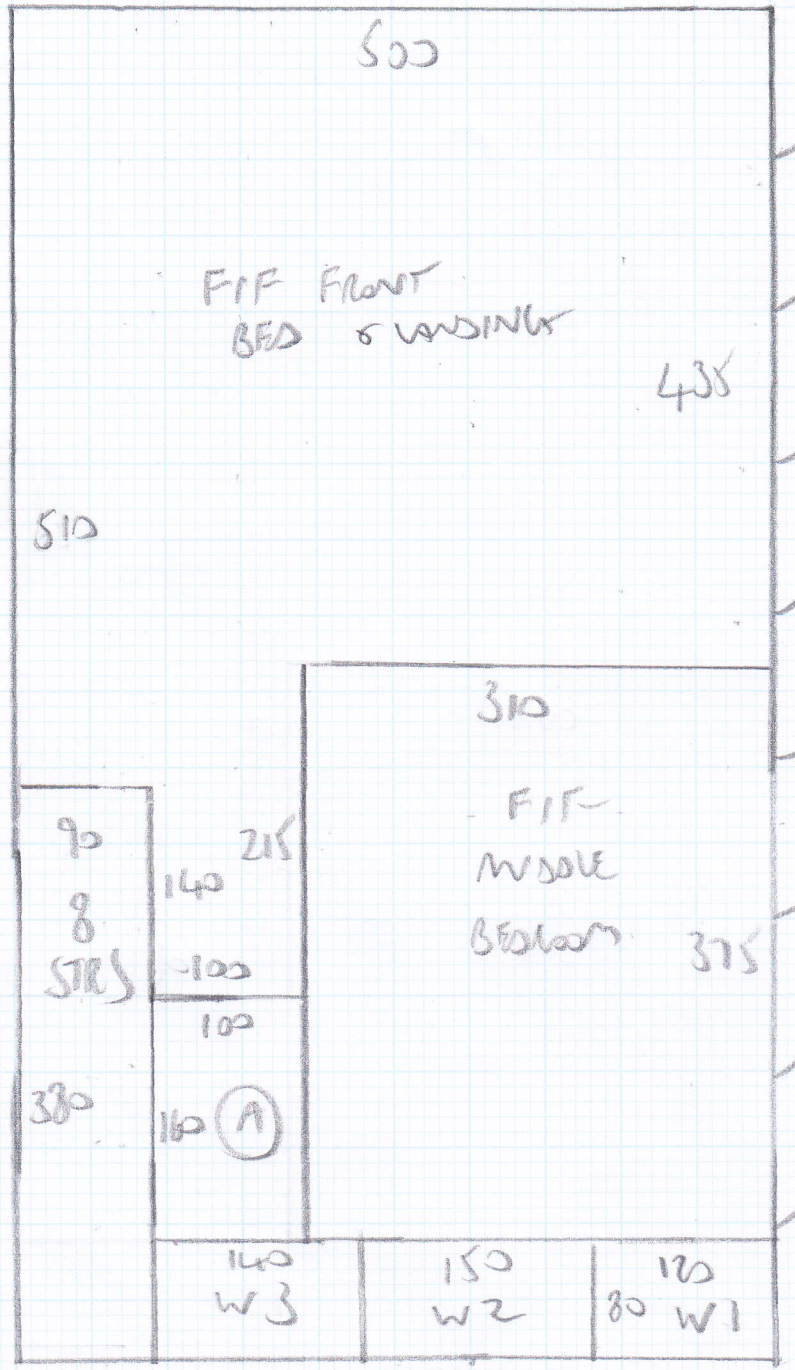 500
F/F FRONT
BED & LANDING
435
510
310
F/F
MIDDLE
BEDROOM
375
215
90
8
STRS
380
140
100
100
160 A
140
W3
150
W2
120
80 W1